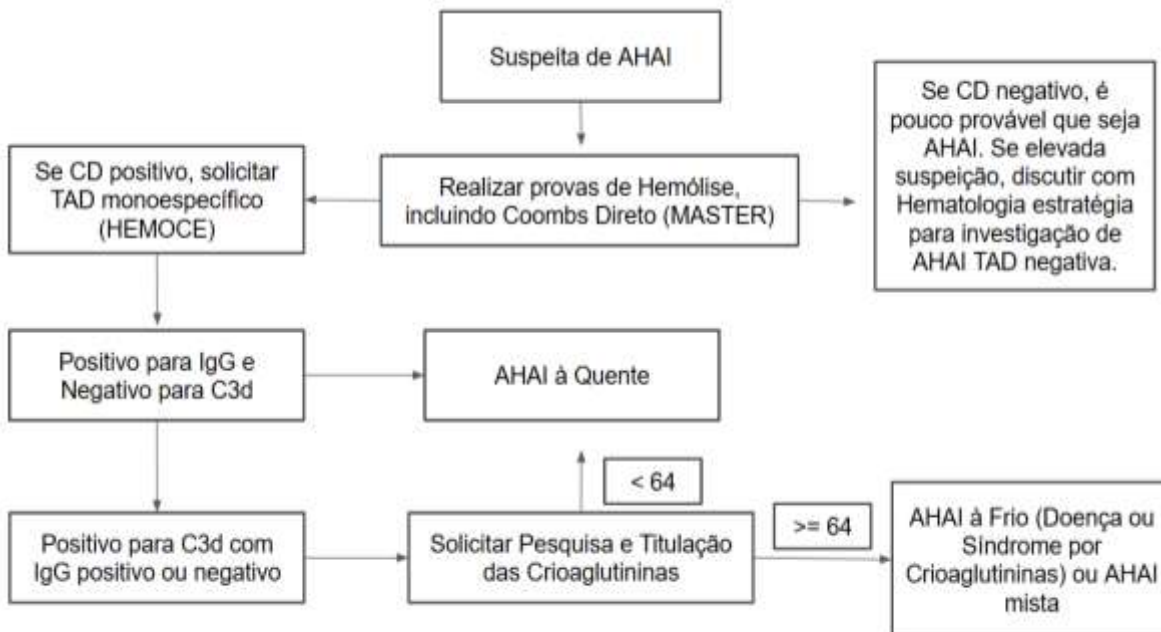 Suspeita de AHAI
Se CD negativo, é
pouco provável que seja
AHAI. Se elevada
suspeição, discutir com
Hematologia estratégia
para investigação de
AHAI TAD negativa.
Se CD positivo, solicitar
TAD monoespecífico
(HEMOCE)
Realizar provas de Hemólise,
incluindo Coombs Direto (MASTER)
Positivo para IgG e
Negativo para C3d
AHAI à Quente
< 64
>= 64
Positivo para C3d com
IgG positivo ou negativo
Solicitar Pesquisa e Titulação
das Crioaglutininas
AHAI à Frio (Doença ou
Síndrome por
Crioaglutininas) ou AHAI
mista